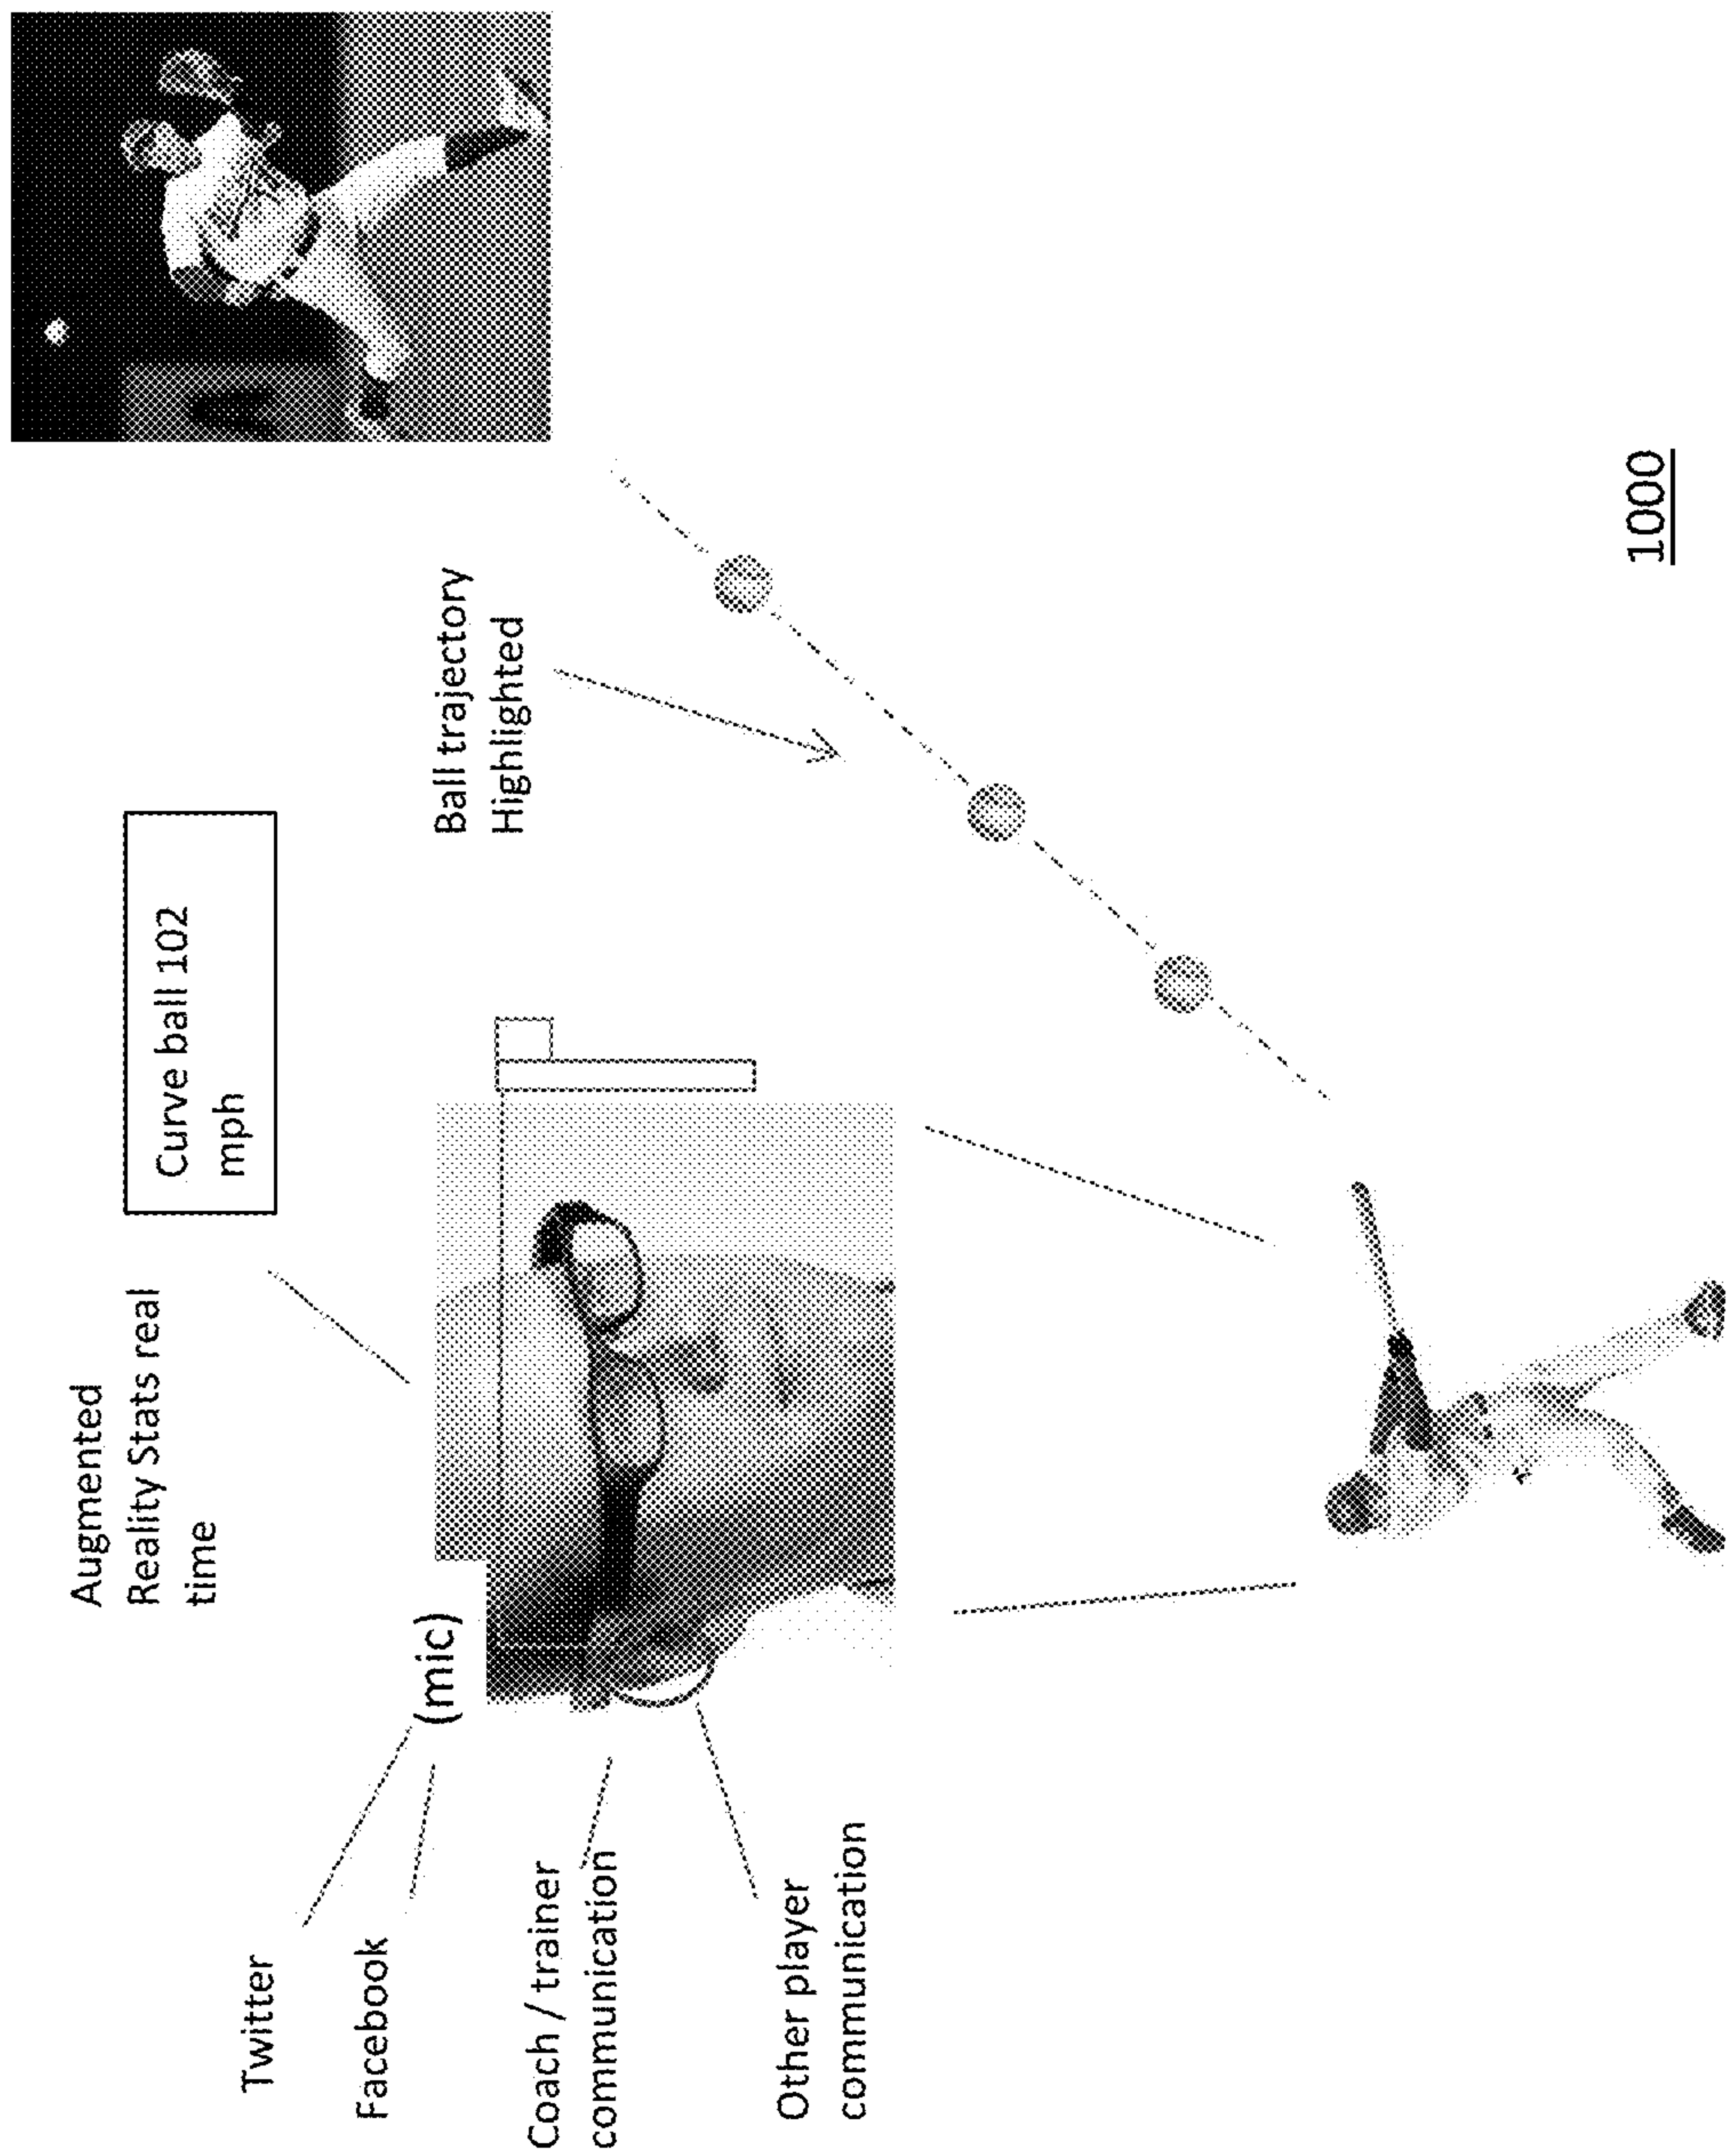 Augmented
Reality Stats real
time
Curve ball 102
mph
Twitter
Facebook
(mic)
Coach / trainer
communication
Other player
communication
Ball trajectory
Highlighted
1000